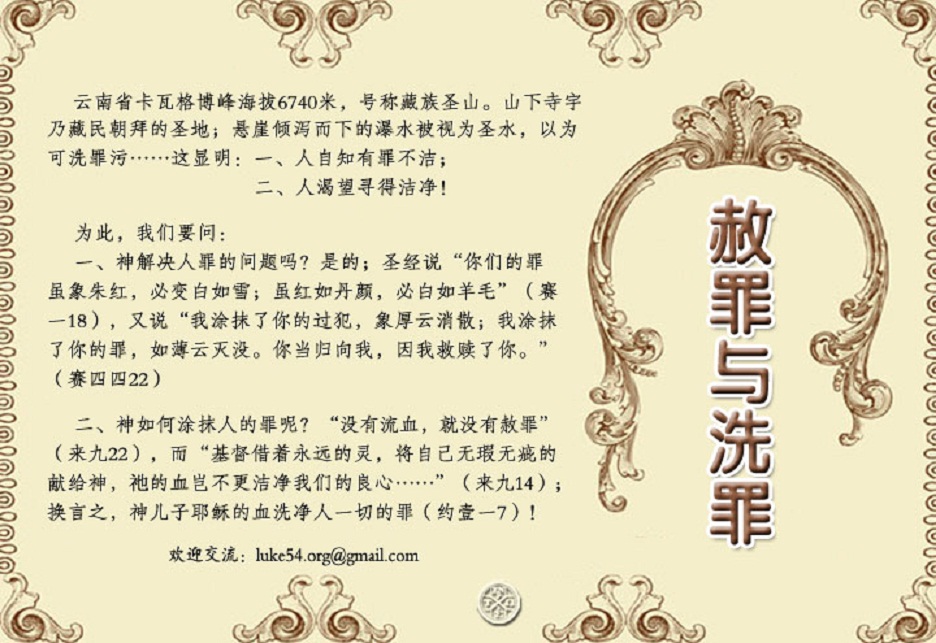 云南省卡瓦格博峰海拔6740米，号称藏族圣山。山下寺宇
乃藏民朝拜的圣地；悬崖倾泻而下的瀑水被视为圣水，以为
可洗罪污……这显明：一、人自知有罪不洁；
二、人渴望寻得洁净！
为此，我们要问：
一、神解决人罪的问题吗？是的；圣经说“你们的罪
虽象朱红，必变白如雪；虽红如丹颜，必白如羊毛”（赛
一18），又说“我涂抹了你的过犯，象厚云消散；我涂抹
了你的罪，如薄云灭没。你当归向我，因我救赎了你。”
（赛四四22）
二、神如何涂抹人的罪呢？“没有流血，就没有赦罪”
（来九22），而“基督借着永远的灵，将自己无瑕无疵的
献给神，祂的血岂不更洁净我们的良心……”（来九14）；
换言之，神儿子耶稣的血洗净人一切的罪（约壹一7）！
欢迎交流：luke54.org@gmail.com
赦罪与洗罪